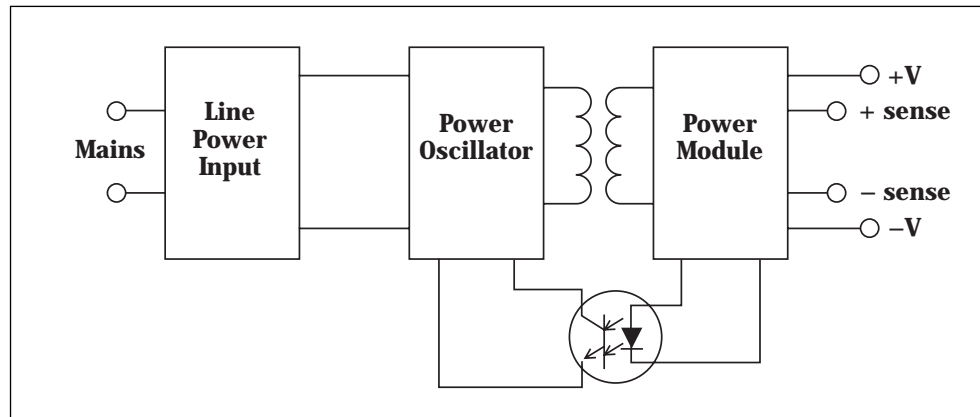 Mains
Line
Power
Input
Power
Oscillator
Power
Module
+V
+ sense
− sense
−V